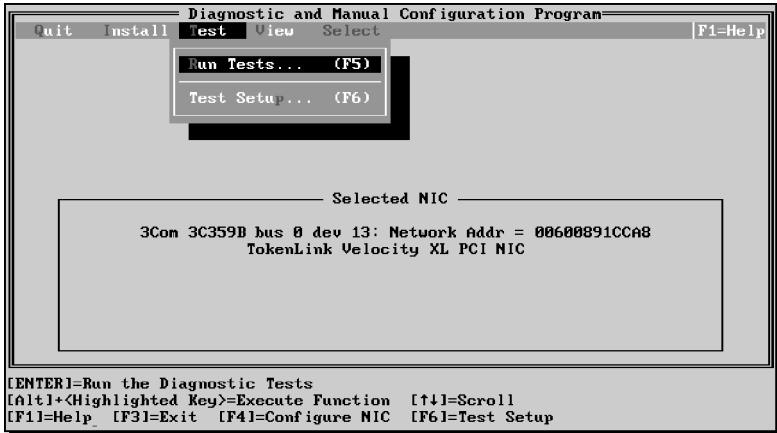 Diagnostic and Manual Configuration Program
Quit Install Test View Select F1=Help
Run Tests... (F5)
Test Setup... (F6)
Selected NIC
3Com 3C359B bus 0 dev 13: Network Addr = 00600891CCA8
TokenLink Velocity XL PCI NIC
[ENTER]=Run the Diagnostic Tests
[Alt]+<Highlighted Key>=Execute Function [↑↓]=Scroll
[F1]=Help_ [F3]=Exit [F4]=Configure NIC [F6]=Test Setup